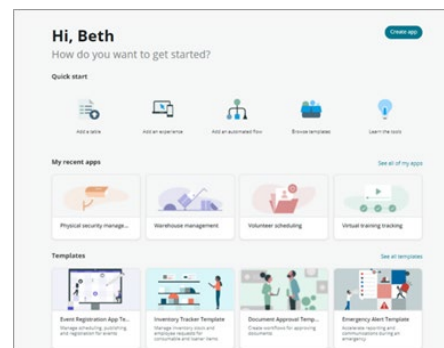 Hi, Beth
Create app
How do you want to get started?
Quick start
Add a table
Add an experience
Add an automated flow
Browse templates
Learn the tools
My recent apps
See all of my apps
Physical security manage...
Warehouse management
Volunteer scheduling
Virtual training tracking
Templates
See all templates
Event Registration App Te...
Manage scheduling, publishing,
and registration for events
Inventory Tracker Template
Manage inventory stock and
employee requests for
consumable and loaner items
Document Approval Temp...
Create workflows for approving
documents
Emergency Alert Template
Accelerate reporting and
communications during an
emergency